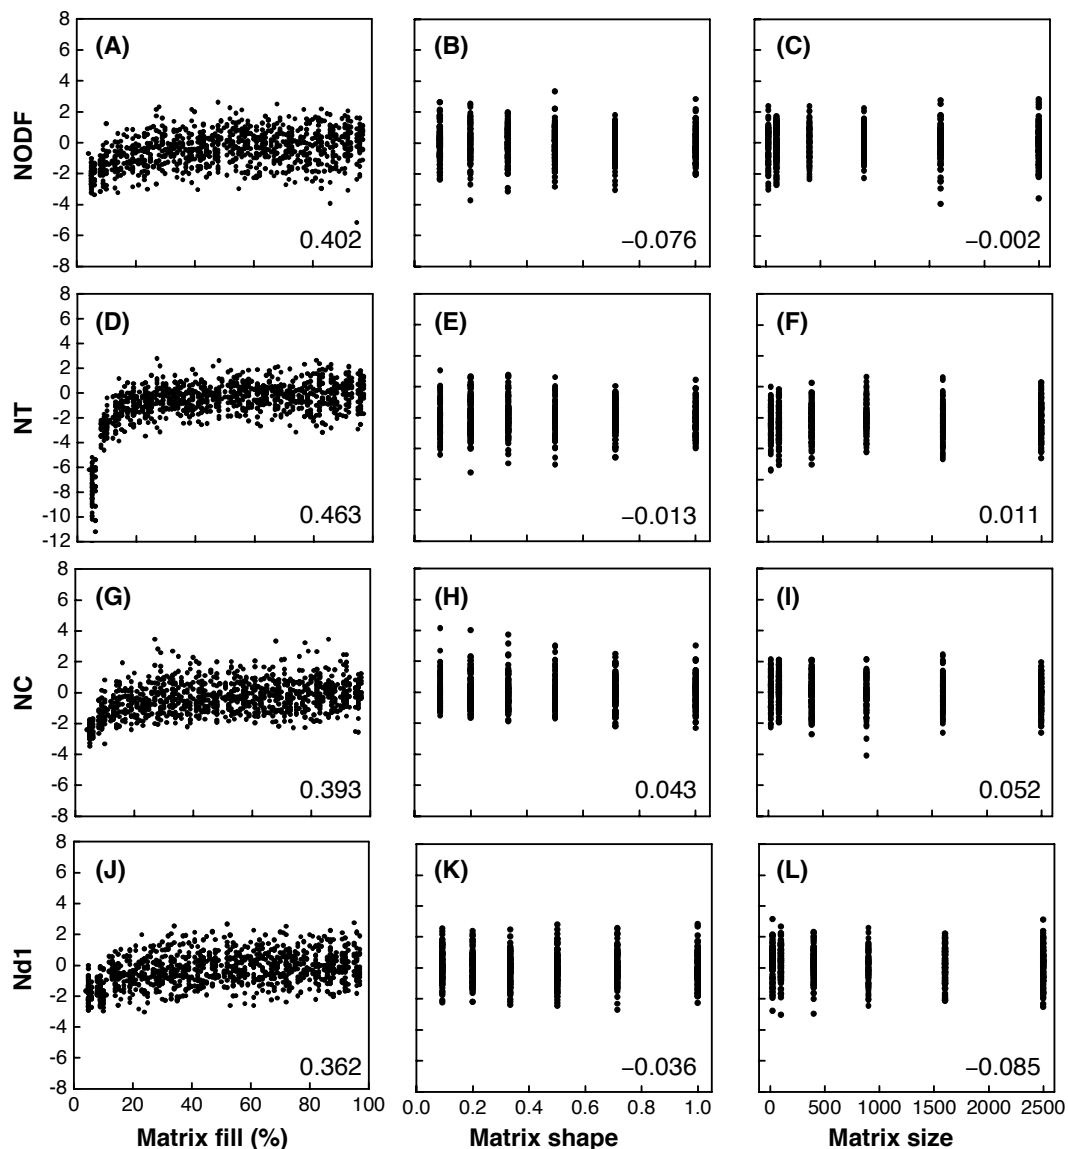 8
6
4
2
0
-2
-4
-6
-8
NODF
(A)
0.402
(B)
−0.076
(C)
−0.002
8
6
4
2
0
-2
-4
-6
-8
-10
-12
NT
(D)
0.463
(E)
−0.013
(F)
0.011
8
6
4
2
0
-2
-4
-6
-8
NC
(G)
0.393
(H)
0.043
(I)
0.052
8
6
4
2
0
-2
-4
-6
-8
Nd1
(J)
0.362
(K)
−0.036
(L)
−0.085
0 20 40 60 80 100
0.0 0.2 0.4 0.6 0.8 1.0
0 500 1000 1500 2000 2500
Matrix fill (%)
Matrix shape
Matrix size